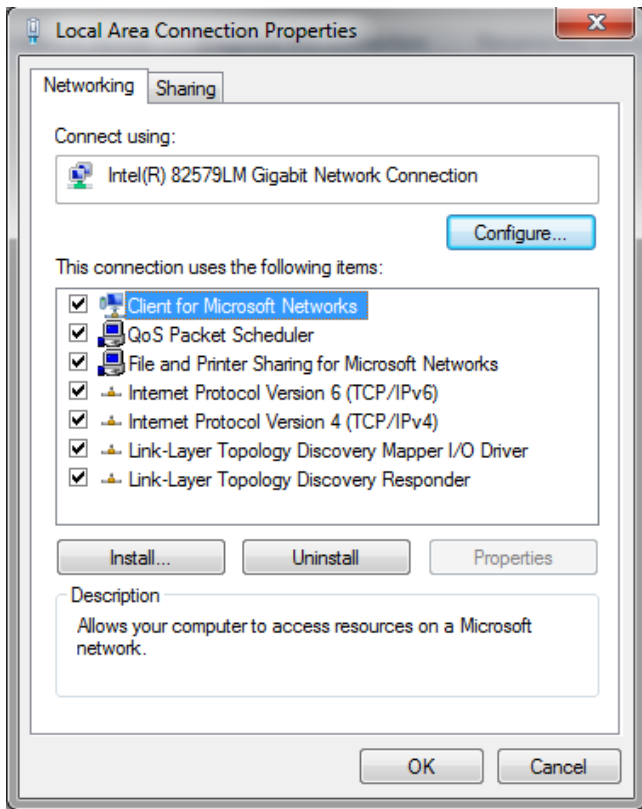 Local Area Connection Properties
Networking
Sharing
Connect using:
Intel(R) 82579LM Gigabit Network Connection
Configure...
This connection uses the following items:
Client for Microsoft Networks
QoS Packet Scheduler
File and Printer Sharing for Microsoft Networks
Internet Protocol Version 6 (TCP/IPv6)
Internet Protocol Version 4 (TCP/IPv4)
Link-Layer Topology Discovery Mapper I/O Driver
Link-Layer Topology Discovery Responder
Install...
Uninstall
Properties
Description
Allows your computer to access resources on a Microsoft
network.
OK
Cancel